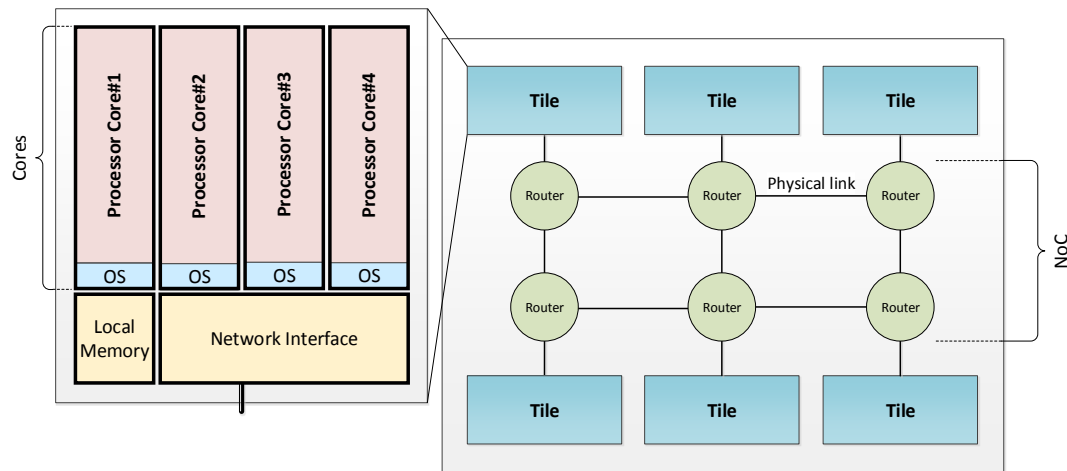 Cores
Processor Core#1
Processor Core#2
Processor Core#3
Processor Core#4
OS
OS
OS
OS
Local
Memory
Network Interface
Tile
Tile
Tile
Router
Router
Physical link
Router
Router
Router
Router
NoC
Tile
Tile
Tile